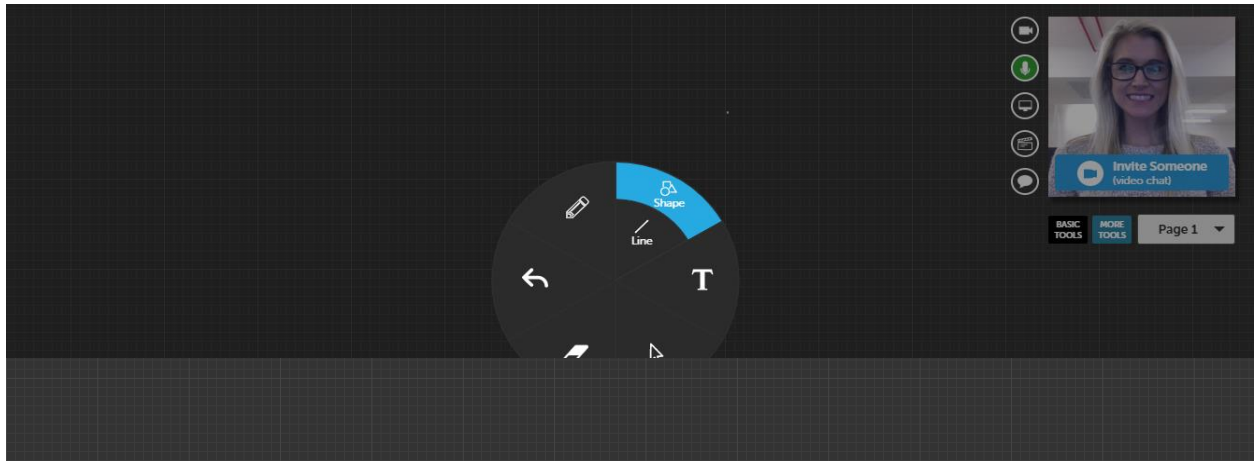 Shape
Line
T
Invite Someone
(video chat)
BASIC
TOOLS
MORE
TOOLS
Page 1